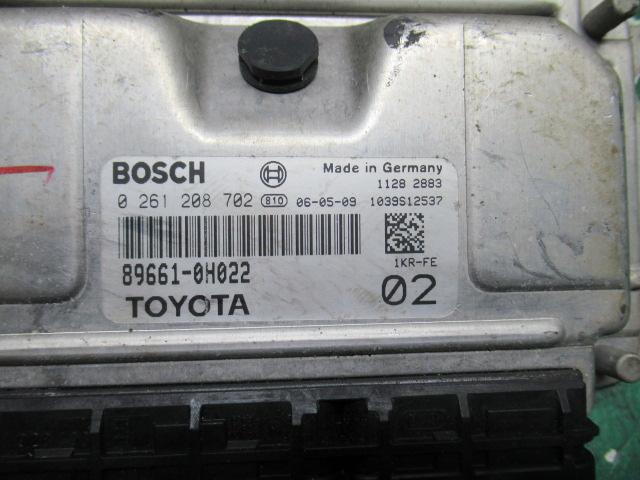 BOSCH Made in Germany
1128 2883
0 261 208 702 810 06-05-09 1039S12537
1KR-FE
89661-0H022
TOYOTA 02